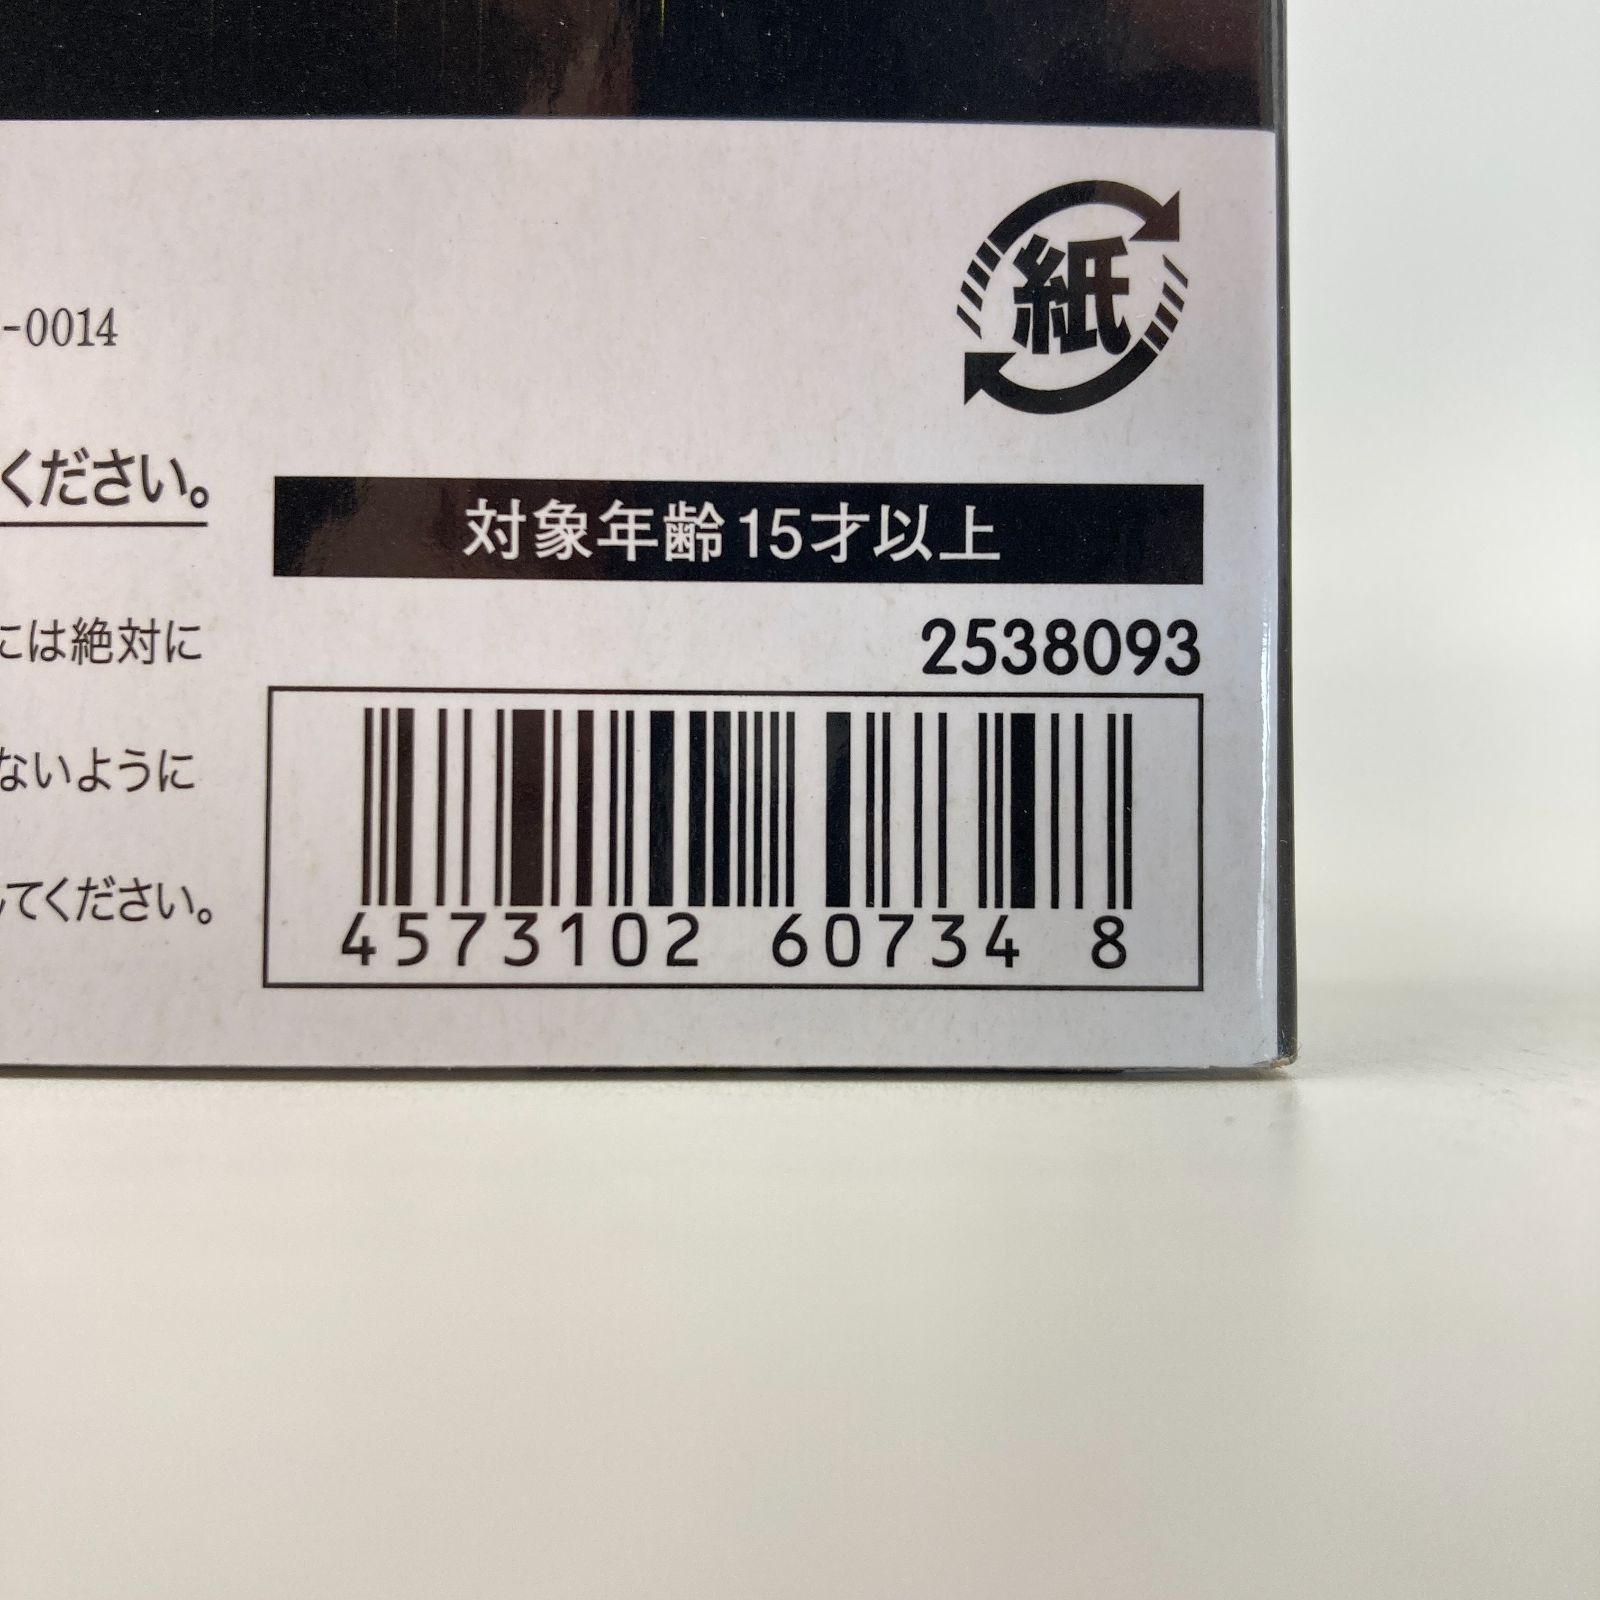 紙
-0014
ください。
対象年齢15才以上
には絶対に
2538093
ないように
してください。
4573102 60734 8